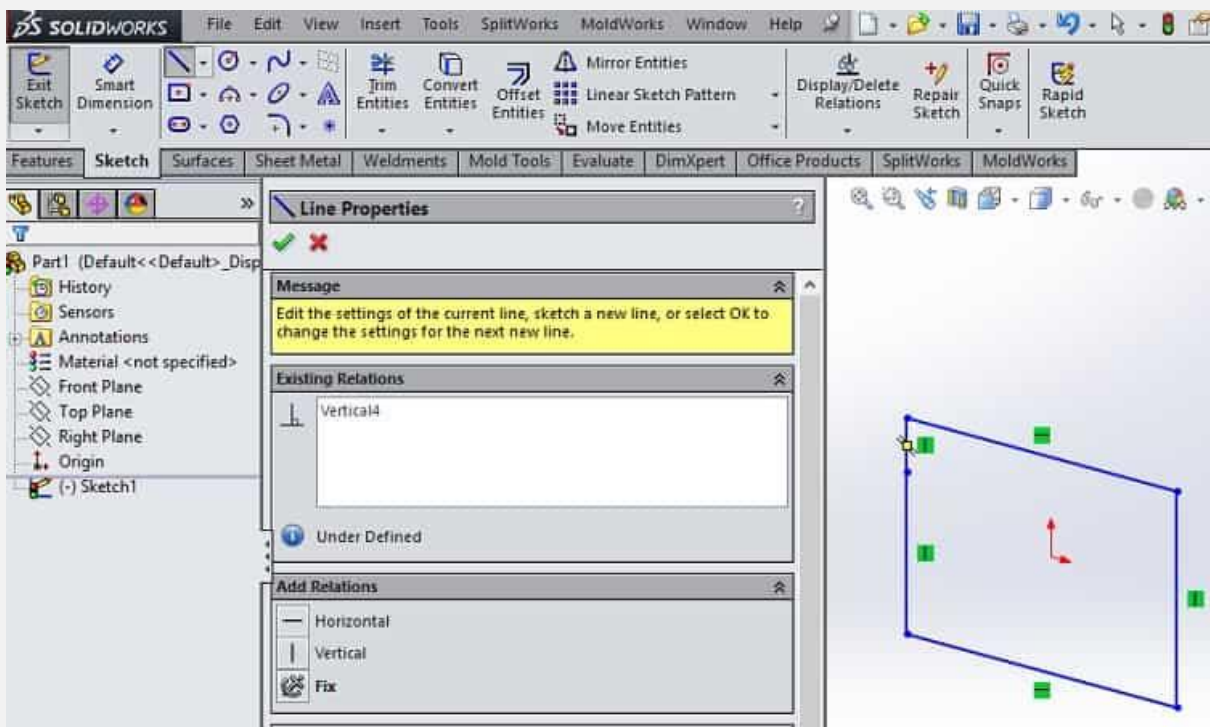 SOLIDWORKS File Edit View Insert Tools SplitWorks MoldWorks Window Help
Exit Sketch
Smart Dimension
Trim Entities
Convert Entities
Offset Entities
Mirror Entities
Linear Sketch Pattern
Move Entities
Display/Delete Relations
Repair Sketch
Quick Snaps
Rapid Sketch
Features Sketch Surfaces Sheet Metal Weldments Mold Tools Evaluate DimXpert Office Products SplitWorks MoldWorks
Part1 (Default<<Default>_Disp
History
Sensors
Annotations
Material <not specified>
Front Plane
Top Plane
Right Plane
Origin
(-) Sketch1
Line Properties ?
Message
Edit the settings of the current line, sketch a new line, or select OK to
change the settings for the next new line.
Existing Relations
Vertical4
Under Defined
Add Relations
Horizontal
Vertical
Fix